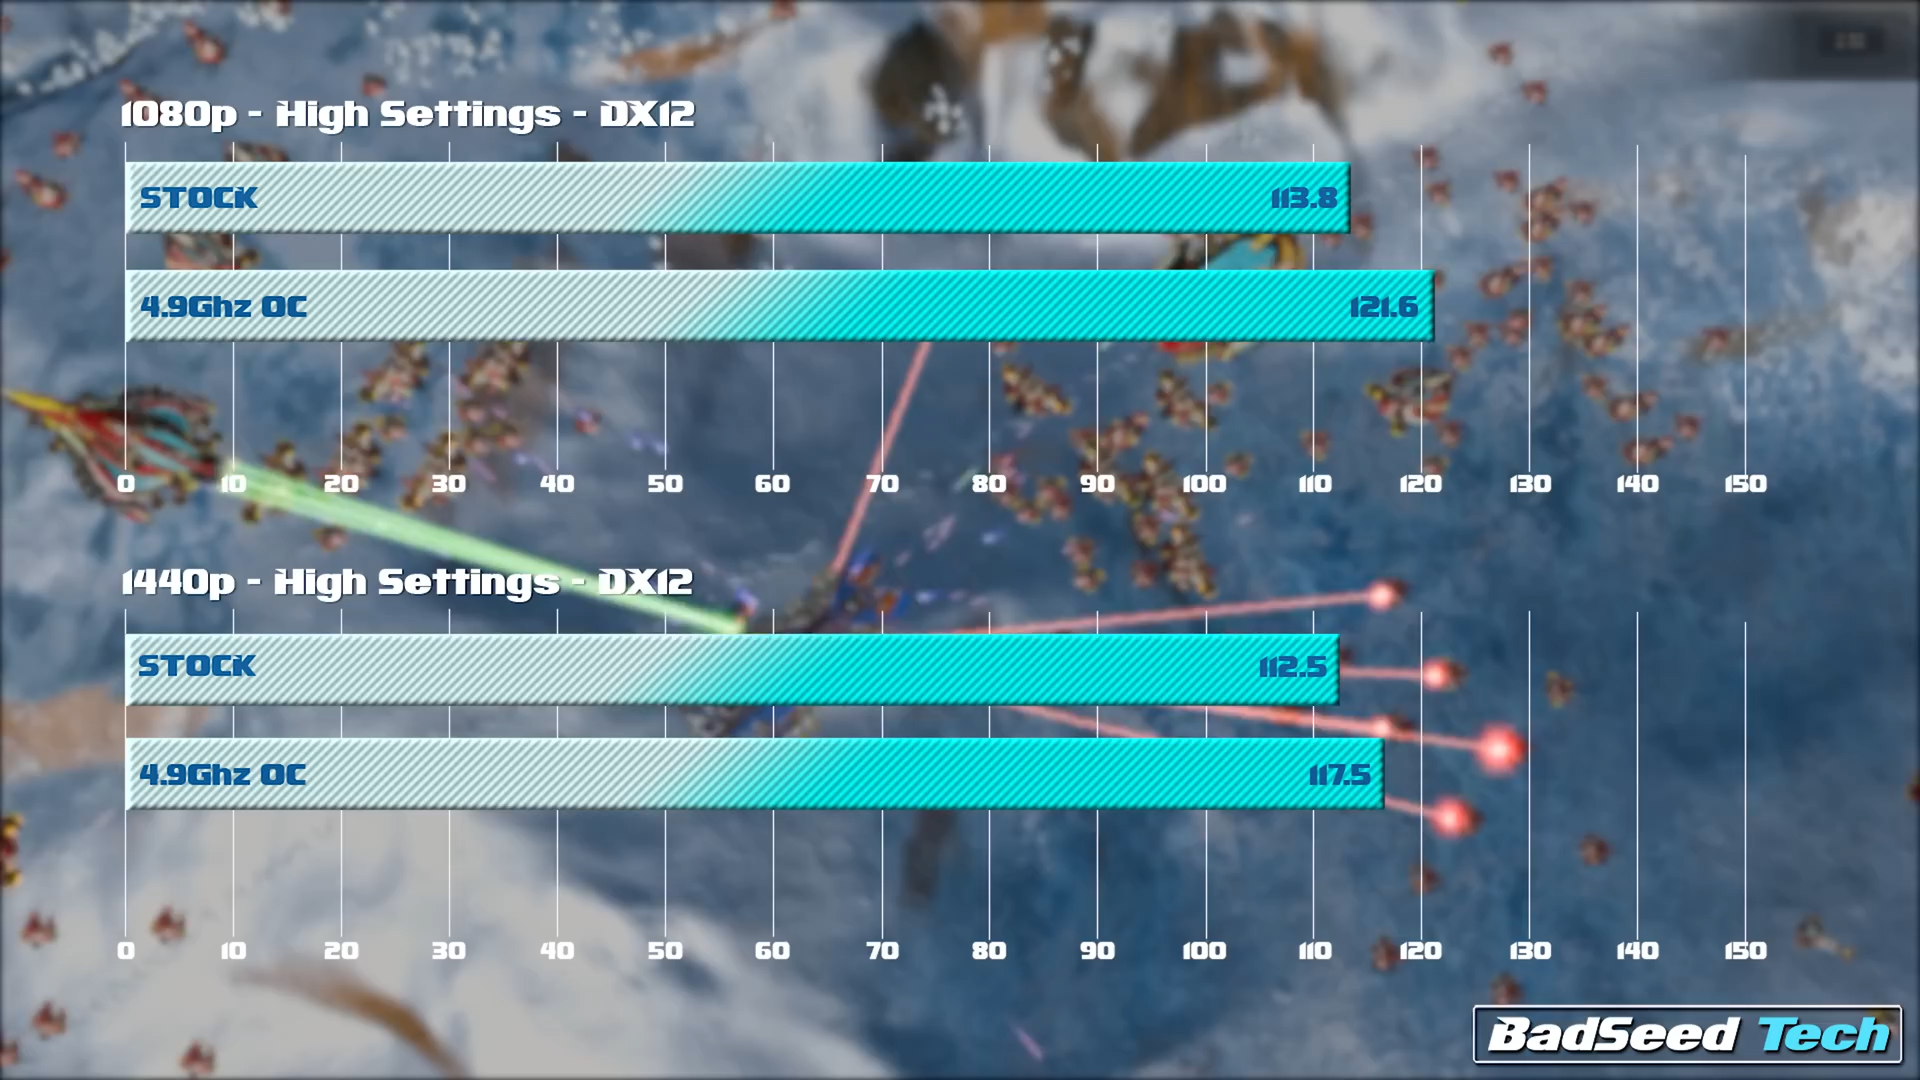 1080p - High Settings - DX12
STOCK 113.8
4.9Ghz OC 121.6
0 10 20 30 40 50 60 70 80 90 100 110 120 130 140 150
1440p - High Settings - DX12
STOCK 112.5
4.9Ghz OC 117.5
0 10 20 30 40 50 60 70 80 90 100 110 120 130 140 150
BadSeed Tech